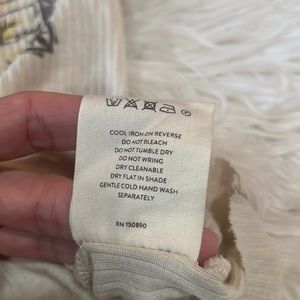 COOL IRON ON REVERSE
DO NOT BLEACH
DO NOT TUMBLE DRY
DO NOT WRING
DRY CLEANABLE
DRY FLAT IN SHADE
GENTLE COLD HAND WASH
SEPARATELY
RN 150890